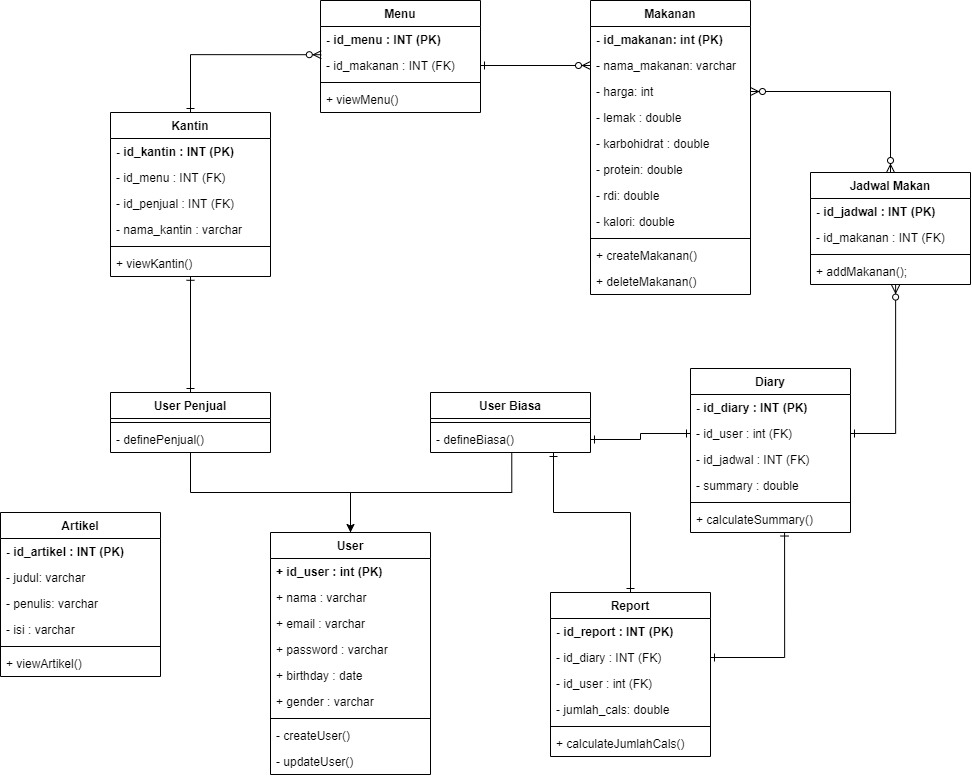 Menu
- id_menu : INT (PK)
- id_makanan : INT (FK)
+ viewMenu()
Makanan
- id_makanan: int (PK)
- nama_makanan: varchar
- harga: int
- lemak : double
- karbohidrat : double
- protein: double
- rdi: double
- kalori: double
+ createMakanan()
+ deleteMakanan()
Kantin
- id_kantin : INT (PK)
- id_menu : INT (FK)
- id_penjual : INT (FK)
- nama_kantin : varchar
+ viewKantin()
Jadwal Makan
- id_jadwal : INT (PK)
- id_makanan : INT (FK)
+ addMakanan();
User Penjual
- definePenjual()
User Biasa
- defineBiasa()
Diary
- id_diary : INT (PK)
- id_user : int (FK)
- id_jadwal : INT (FK)
- summary : double
+ calculateSummary()
Artikel
- id_artikel : INT (PK)
- judul: varchar
- penulis: varchar
- isi : varchar
+ viewArtikel()
User
+ id_user : int (PK)
+ nama : varchar
+ email : varchar
+ password : varchar
+ birthday : date
+ gender : varchar
- createUser()
- updateUser()
Report
- id_report : INT (PK)
- id_diary : INT (FK)
- id_user : int (FK)
- jumlah_cals: double
+ calculateJumlahCals()